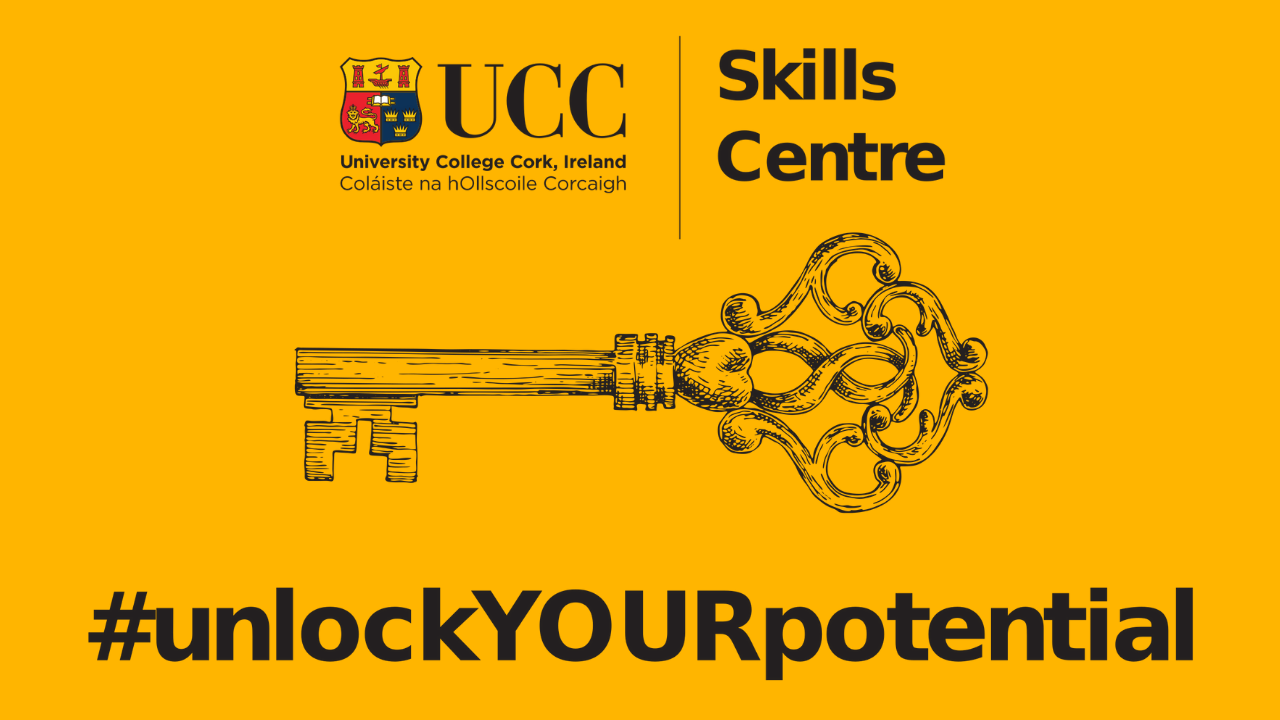 UCC
University College Cork, Ireland
Coláiste na hOllscoile Corcaigh
Skills
Centre
#unlockYOURpotential